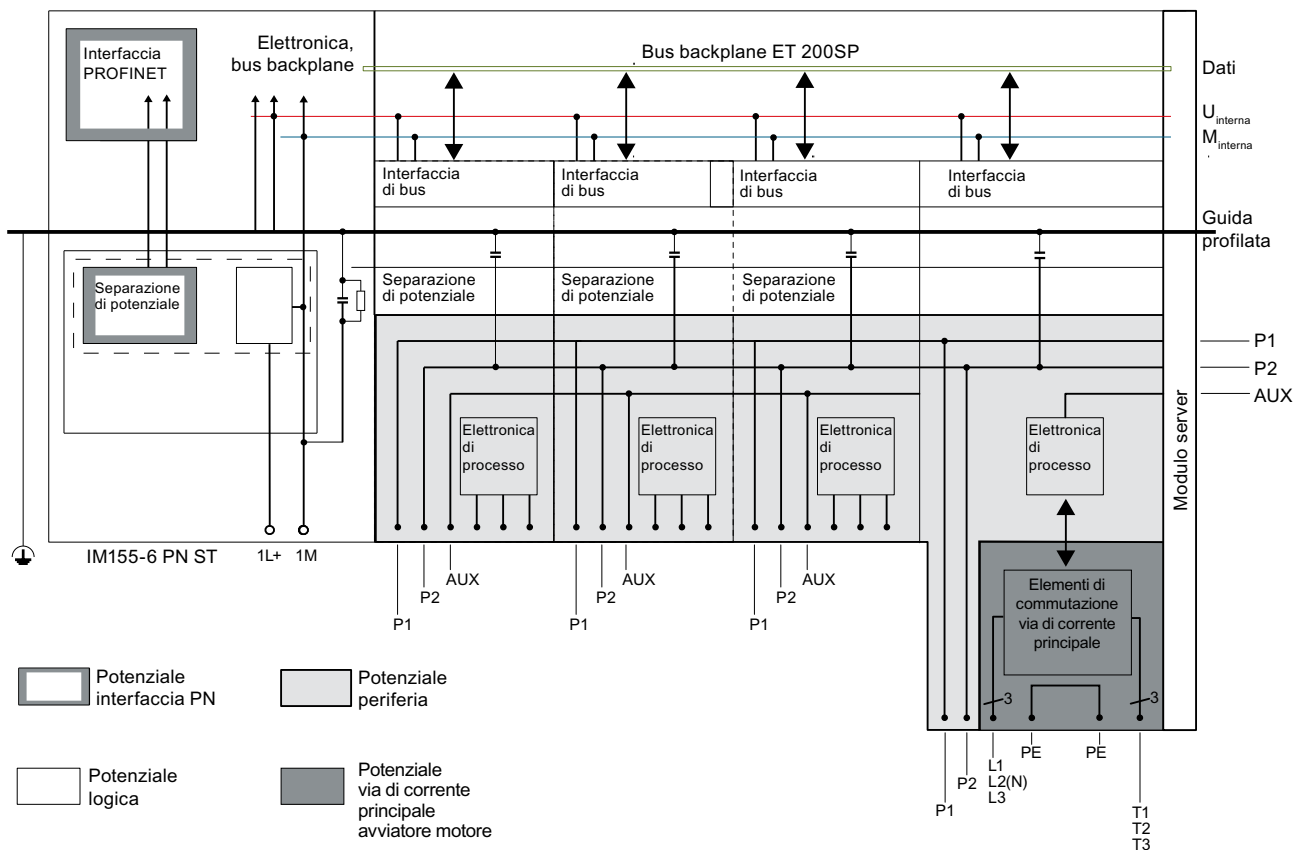 Interfaccia
PROFINET
Elettronica,
bus backplane
Bus backplane ET 200SP
Dati
Uinterna
Minterna
Interfaccia
di bus
Interfaccia
di bus
Interfaccia
di bus
Interfaccia
di bus
Guida
profilata
Separazione
di potenziale
Separazione
di potenziale
Separazione
di potenziale
Separazione
di potenziale
P1
P2
AUX
Elettronica
di
processo
Elettronica
di
processo
Elettronica
di
processo
Elettronica
di
processo
Modulo server
IM155-6 PN ST
1L+
1M
AUX
P2
P1
AUX
P2
P1
AUX
P2
P1
Elementi di
commutazione
via di corrente
principale
3
3
P1
P2
L1
L2(N)
L3
PE
PE
T1
T2
T3
Potenziale
interfaccia PN
Potenziale
periferia
Potenziale
logica
Potenziale
via di corrente
principale
avviatore motore